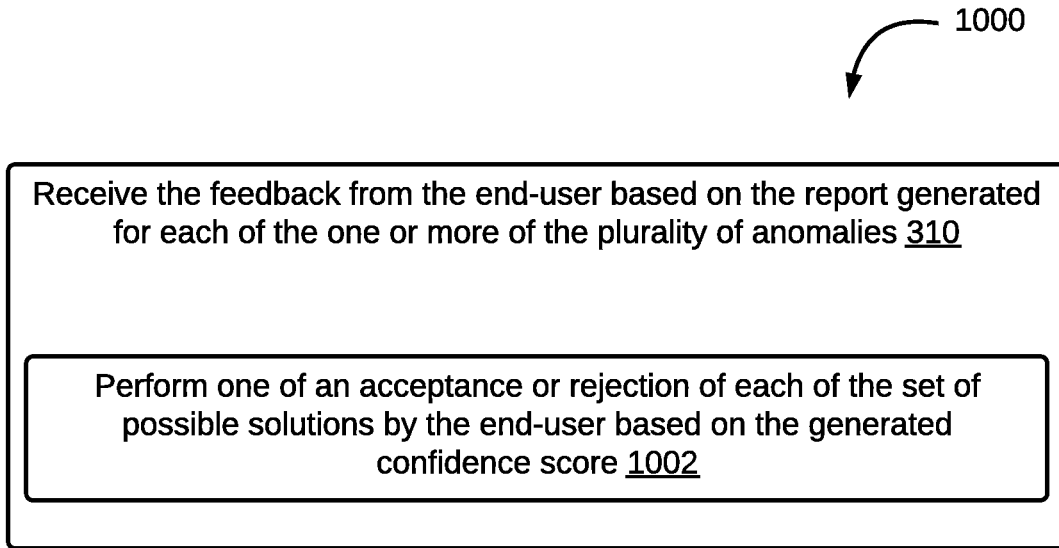 1000
Receive the feedback from the end-user based on the report generated
for each of the one or more of the plurality of anomalies 310
Perform one of an acceptance or rejection of each of the set of
possible solutions by the end-user based on the generated
confidence score 1002